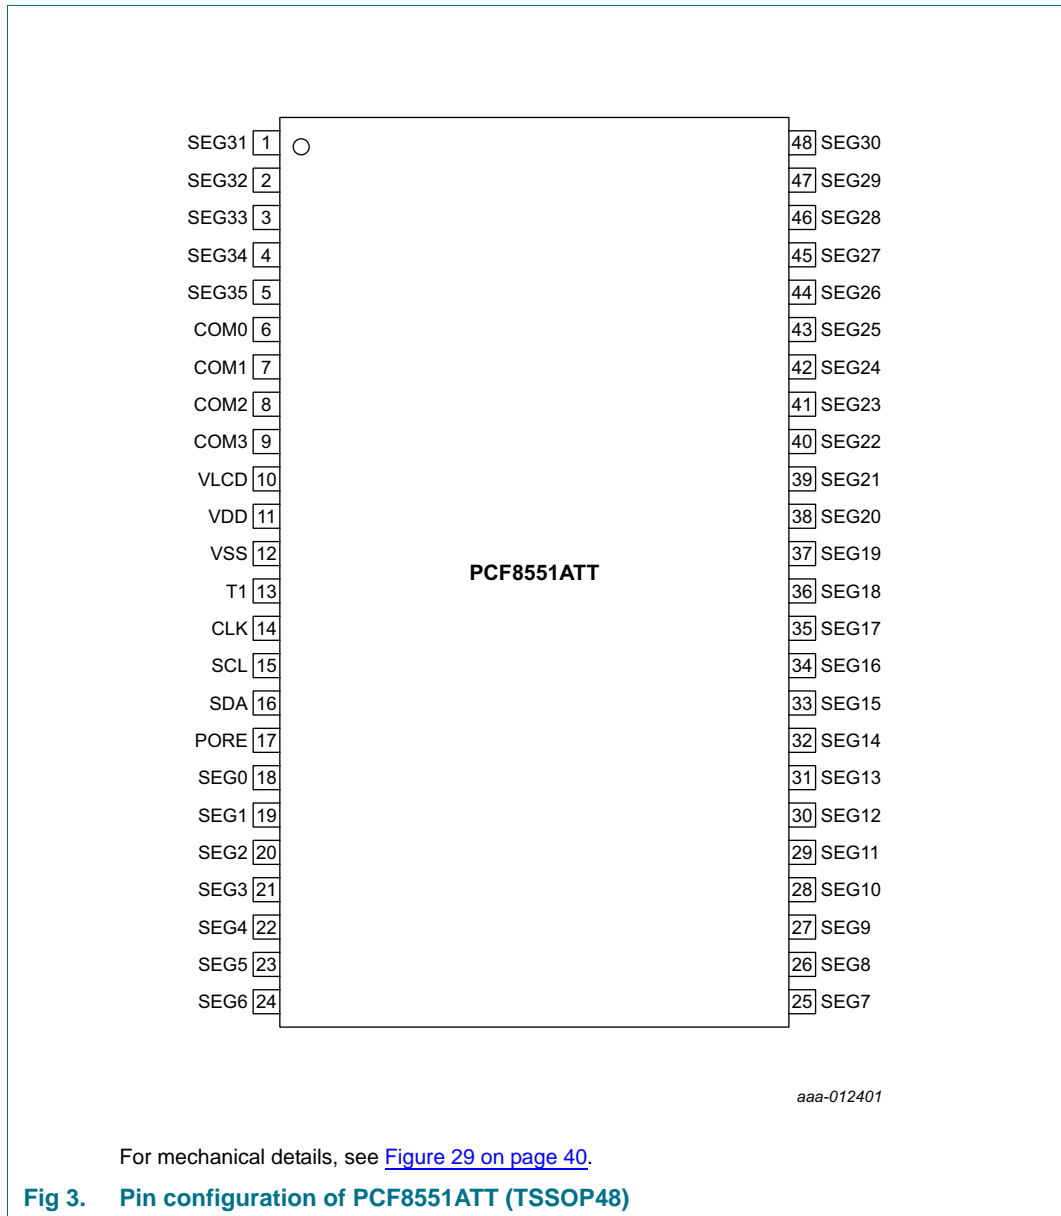 SEG31 1 48 SEG30
SEG32 2 47 SEG29
SEG33 3 46 SEG28
SEG34 4 45 SEG27
SEG35 5 44 SEG26
COM0 6 43 SEG25
COM1 7 42 SEG24
COM2 8 41 SEG23
COM3 9 40 SEG22
VLCD 10 39 SEG21
VDD 11 38 SEG20
VSS 12 37 SEG19
PCF8551ATT
T1 13 36 SEG18
CLK 14 35 SEG17
SCL 15 34 SEG16
SDA 16 33 SEG15
PORE 17 32 SEG14
SEG0 18 31 SEG13
SEG1 19 30 SEG12
SEG2 20 29 SEG11
SEG3 21 28 SEG10
SEG4 22 27 SEG9
SEG5 23 26 SEG8
SEG6 24 25 SEG7
aaa-012401
For mechanical details, see Figure 29 on page 40.
Fig 3. Pin configuration of PCF8551ATT (TSSOP48)